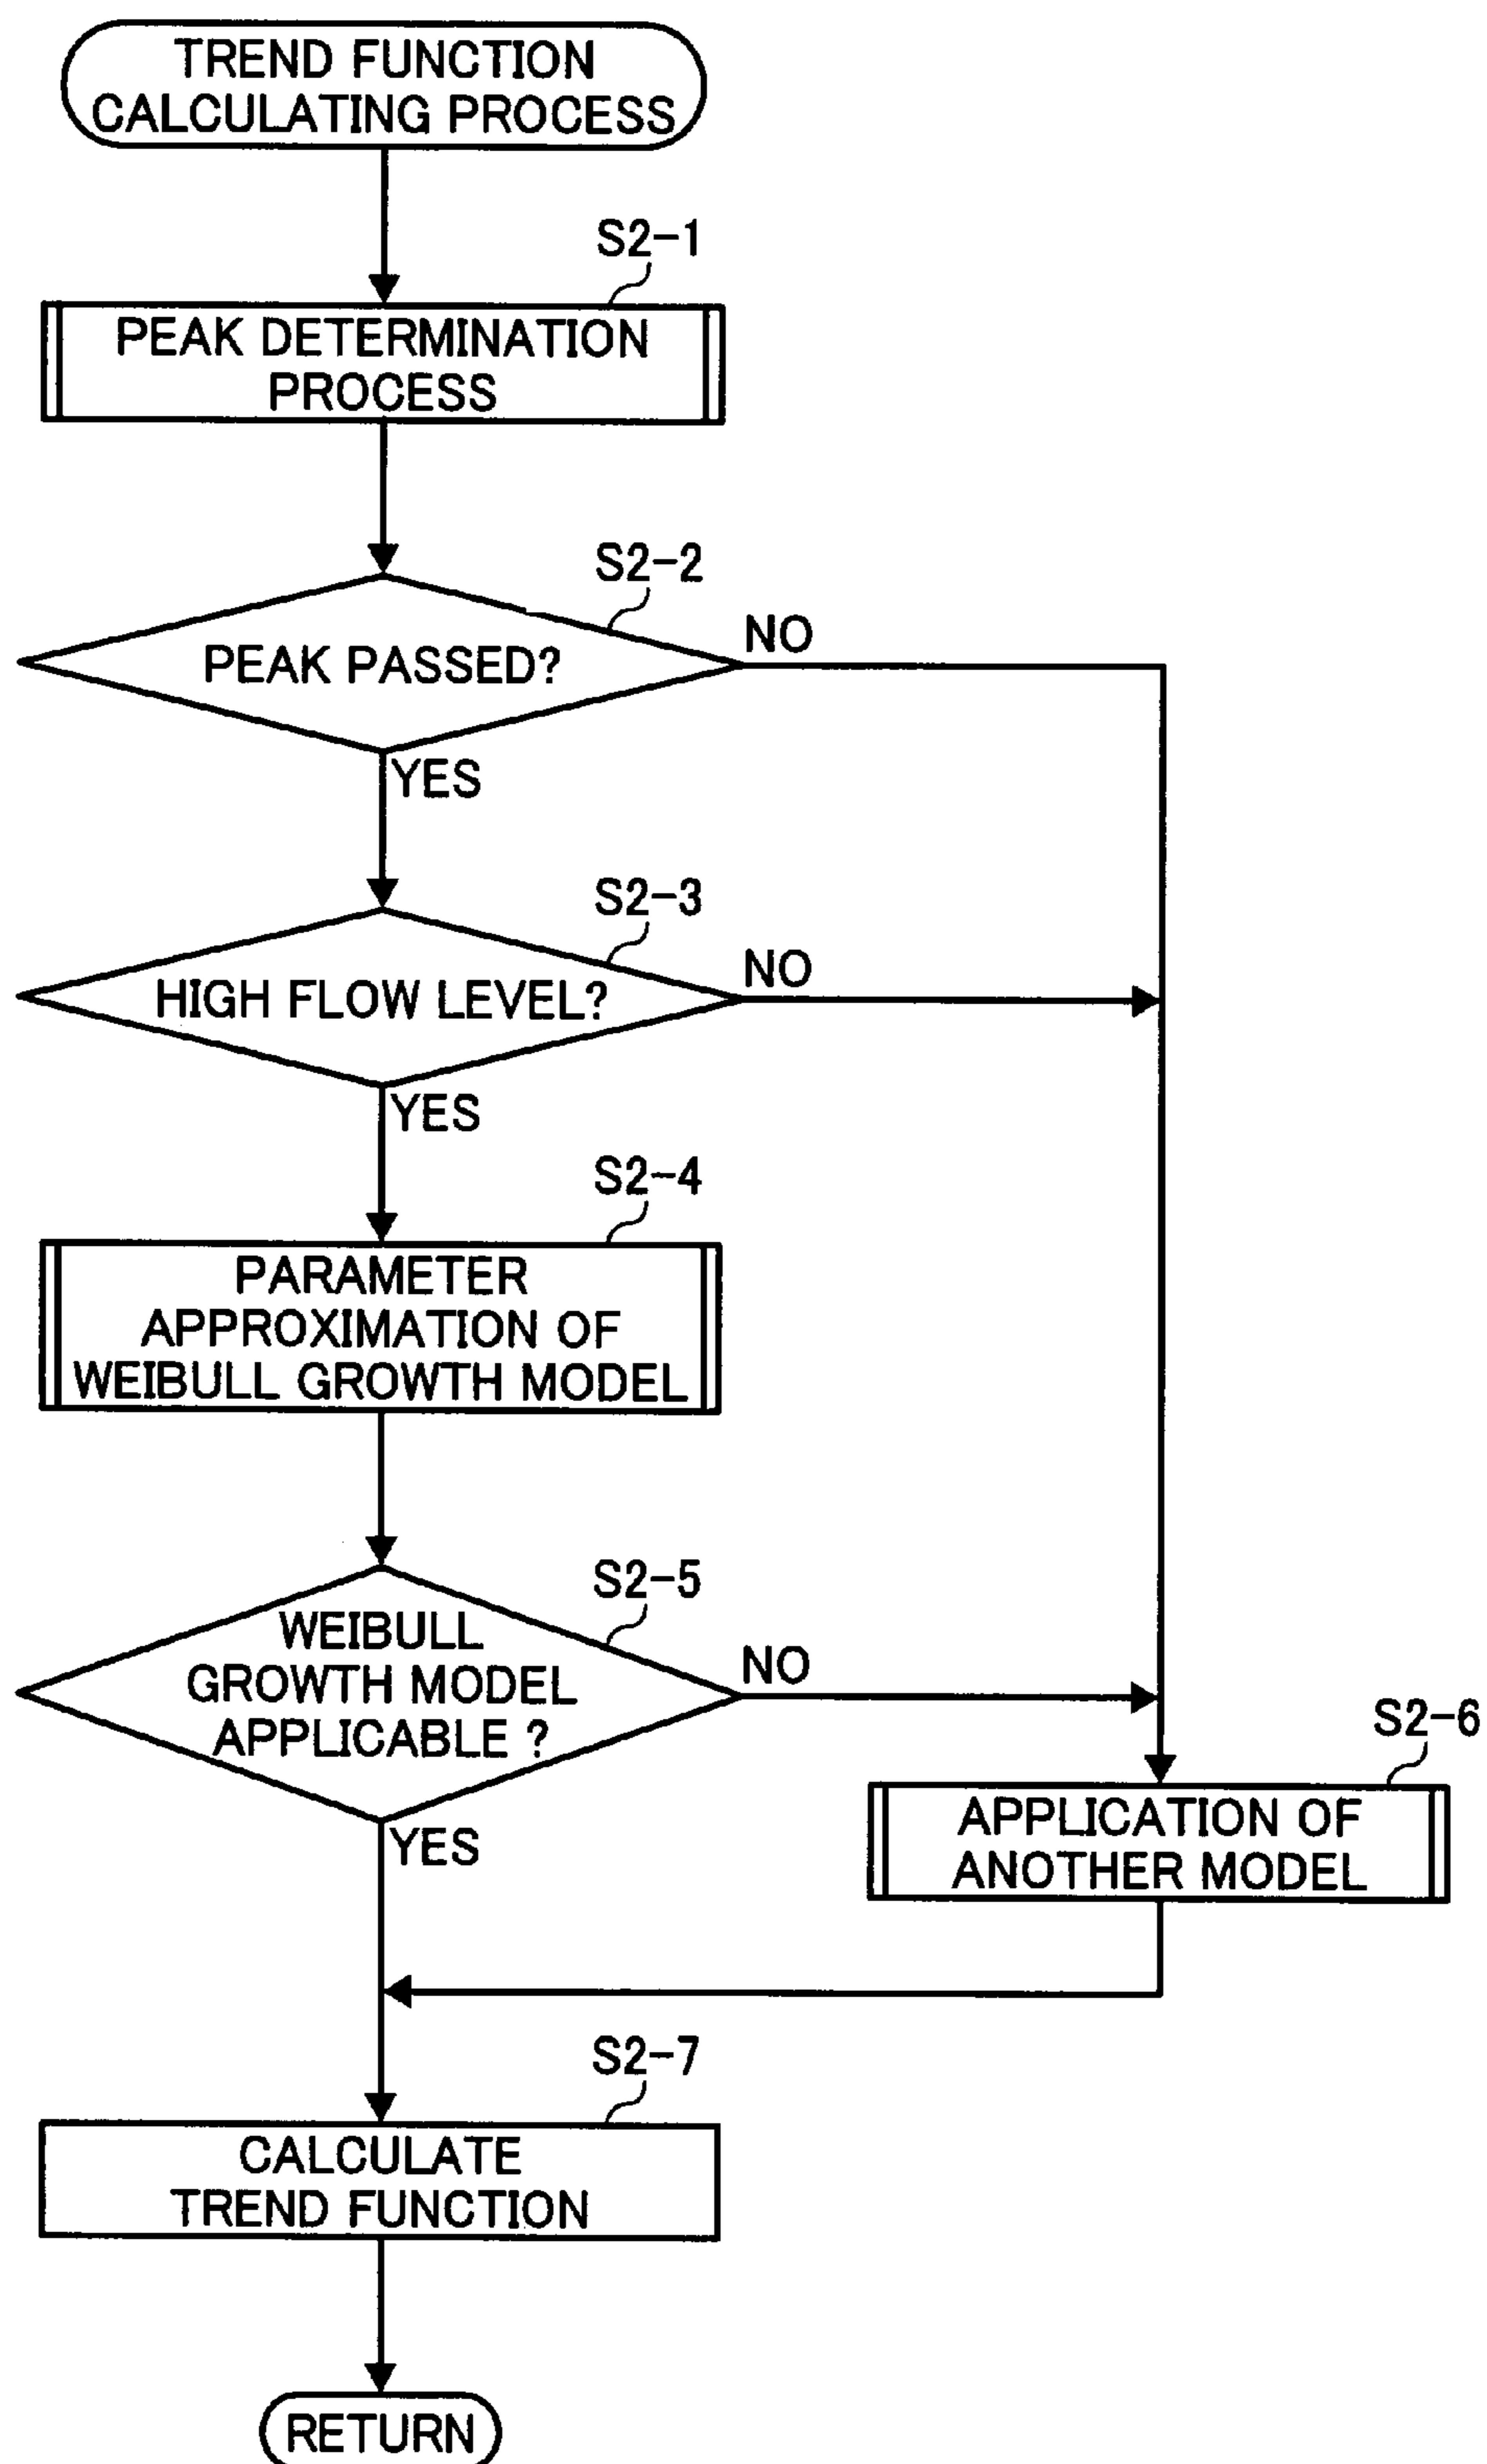 TREND FUNCTION
CALCULATING PROCESS
S2-1
PEAK DETERMINATION
PROCESS
S2-2
PEAK PASSED?
NO
YES
S2-3
HIGH FLOW LEVEL?
NO
YES
S2-4
PARAMETER
APPROXIMATION OF
WEIBULL GROWTH MODEL
S2-5
WEIBULL
GROWTH MODEL
APPLICABLE ?
NO
YES
S2-6
APPLICATION OF
ANOTHER MODEL
S2-7
CALCULATE
TREND FUNCTION
RETURN